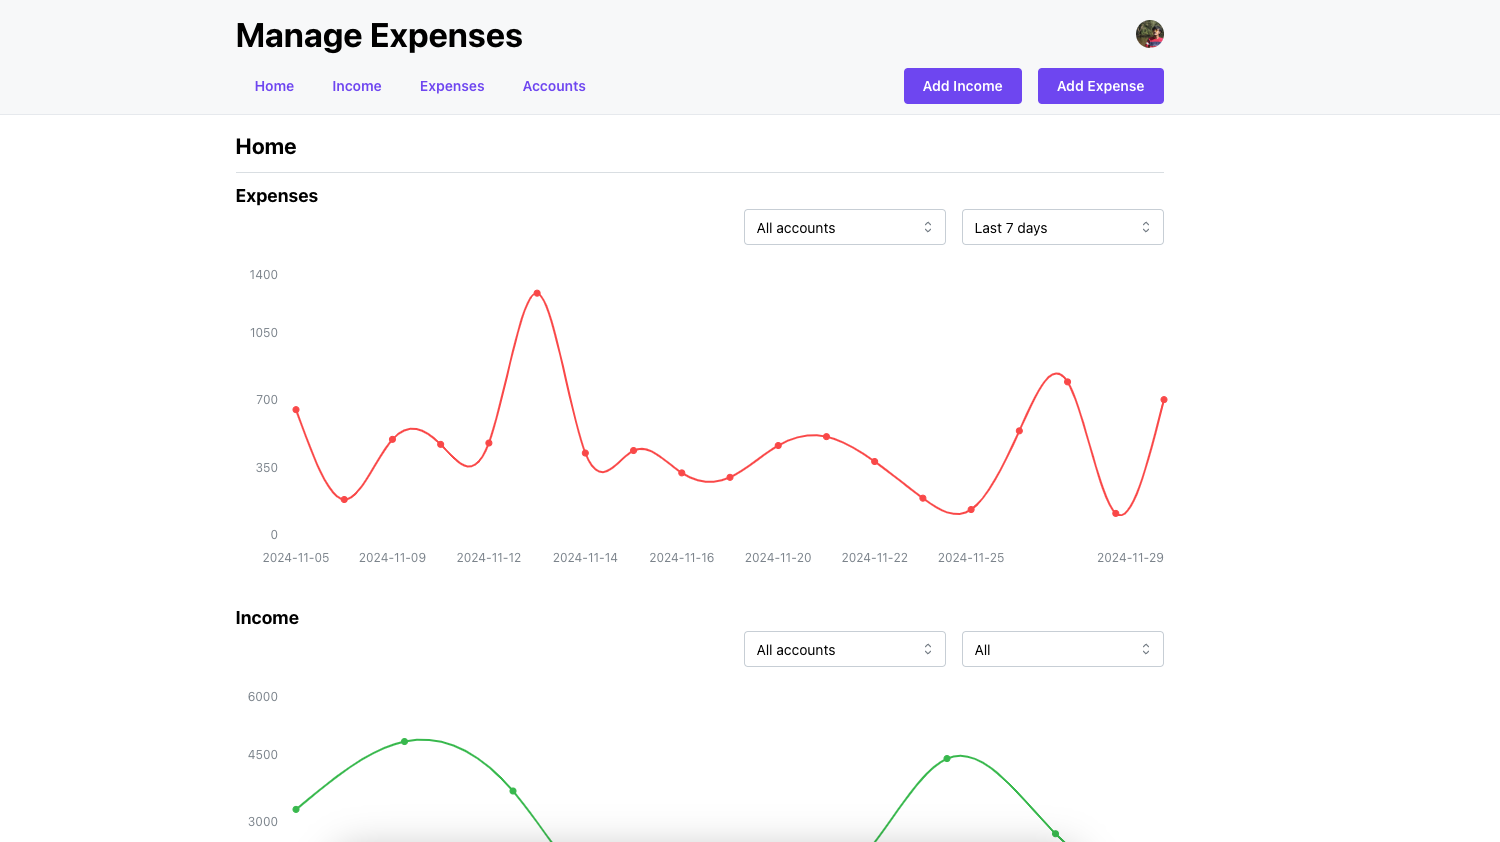 Manage Expenses
Home Income Expenses Accounts Add Income Add Expense
Home
Expenses
All accounts Last 7 days
1400
1050
700
350
0
2024-11-05 2024-11-09 2024-11-12 2024-11-14 2024-11-16 2024-11-20 2024-11-22 2024-11-25 2024-11-29
Income
All accounts All
6000
4500
3000